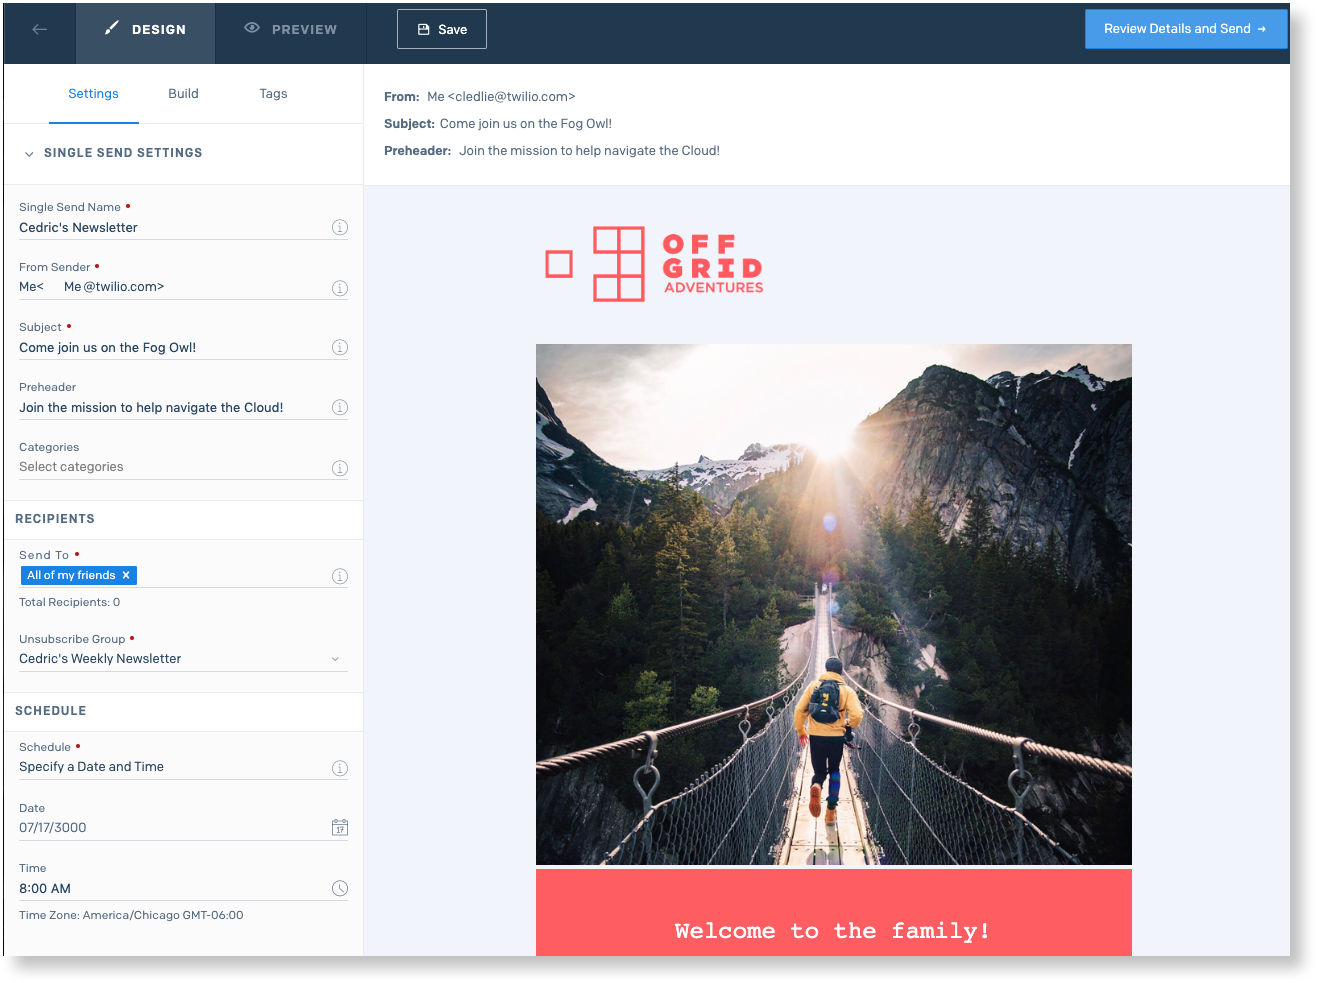 DESIGN
PREVIEW
Save
Review Details and Send →
Settings
Build
Tags
SINGLE SEND SETTINGS
Single Send Name
Cedric's Newsletter
From Sender
Me< Me @twilio.com>
Subject
Come join us on the Fog Owl!
Preheader
Join the mission to help navigate the Cloud!
Categories
Select categories
RECIPIENTS
Send To
All of my friends x
Total Recipients: 0
Unsubscribe Group
Cedric's Weekly Newsletter
SCHEDULE
Schedule
Specify a Date and Time
Date
07/17/3000
17
Time
8:00 AM
Time Zone: America/Chicago GMT-06:00
From: Me <cledlie@twilio.com>
Subject: Come join us on the Fog Owl!
Preheader: Join the mission to help navigate the Cloud!
OFF
GRID
ADVENTURES
Welcome to the family!